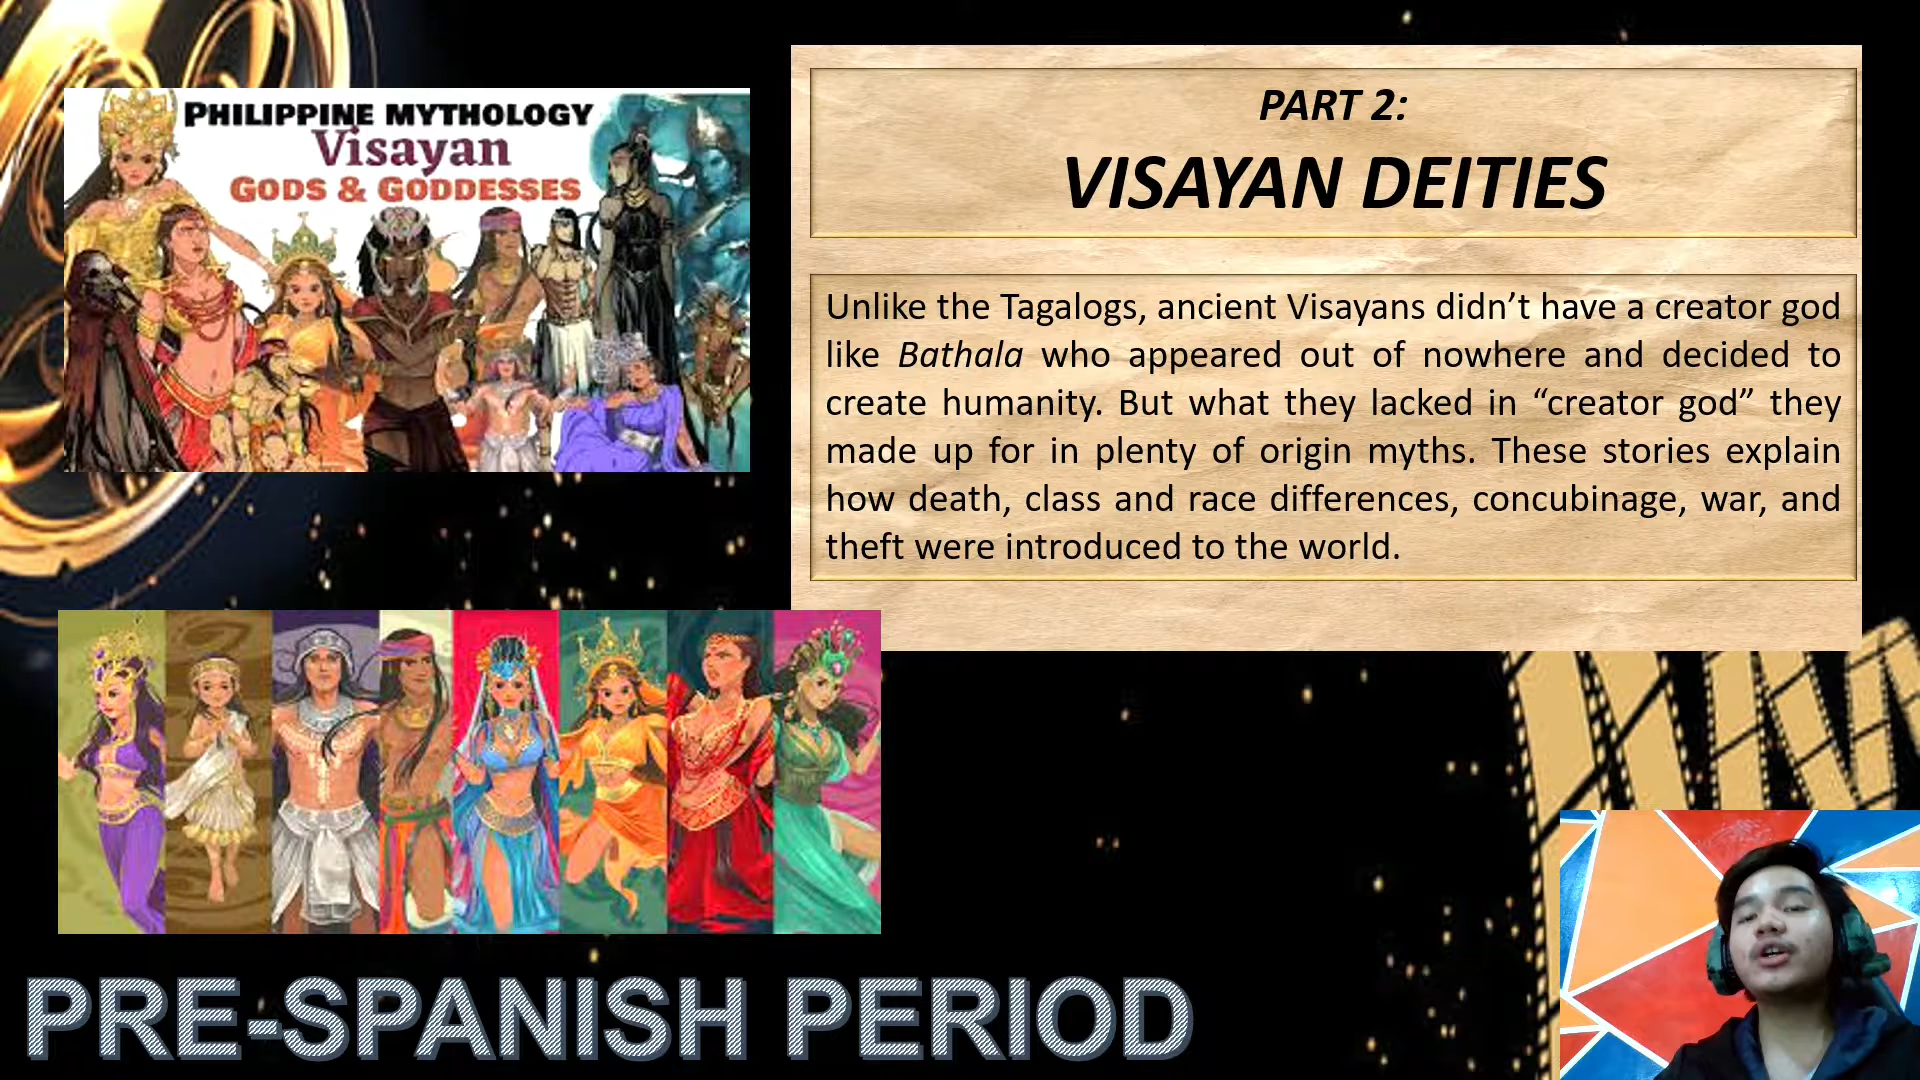 PHILIPPINE MYTHOLOGY
Visayan
GODS & GODDESSES
PART 2:
VISAYAN DEITIES
Unlike the Tagalogs, ancient Visayans didn’t have a creator god
like Bathala who appeared out of nowhere and decided to
create humanity. But what they lacked in “creator god” they
made up for in plenty of origin myths. These stories explain
how death, class and race differences, concubinage, war, and
theft were introduced to the world.
PRE-SPANISH PERIOD